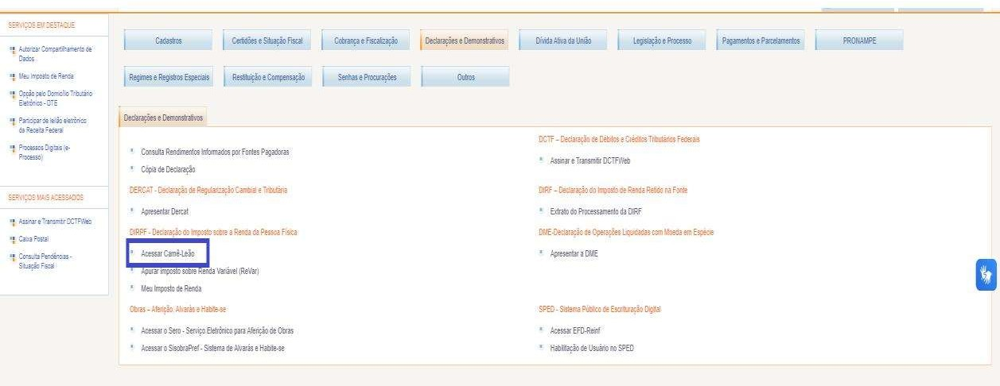 SERVIÇOS EM DESTAQUE
Autorizar Compartilhamento de
Dados
Meu Imposto de Renda
Opção pelo Domicílio Tributário
Eletrônico - DTE
Participar de leilão eletrônico
da Receita Federal
Processos Digitais (e-
Processo)
SERVIÇOS MAIS ACESSADOS
Assinar e Transmitir DCTFWeb
Caixa Postal
Consulta Pendências -
Situação Fiscal
Cadastros
Certidões e Situação Fiscal
Cobrança e Fiscalização
Declarações e Demonstrativos
Dívida Ativa da União
Legislação e Processo
Pagamentos e Parcelamentos
PRONAMPE
Regimes e Registros Especiais
Restituição e Compensação
Senhas e Procurações
Outros
Declarações e Demonstrativos
Consulta Rendimentos Informados por Fontes Pagadoras
Cópia de Declaração
DERCAT - Declaração de Regularização Cambial e Tributária
Apresentar Dercat
DIRPF - Declaração do Imposto sobre a Renda da Pessoa Física
Acessar Carnê-Leão
Apurar imposto sobre Renda Variável (ReVar)
Meu Imposto de Renda
Obras – Aferição, Alvarás e Habite-se
Acessar o Sero - Serviço Eletrônico para Aferição de Obras
Acessar o SisobraPref - Sistema de Alvarás e Habite-se
DCTF – Declaração de Débitos e Créditos Tributários Federais
Assinar e Transmitir DCTFWeb
DIRF – Declaração do Imposto de Renda Retido na Fonte
Extrato do Processamento da DIRF
DME-Declaração de Operações Liquidadas com Moeda em Espécie
Apresentar a DME
SPED - Sistema Público de Escrituração Digital
Acessar EFD-Reinf
Habilitação de Usuário no SPED